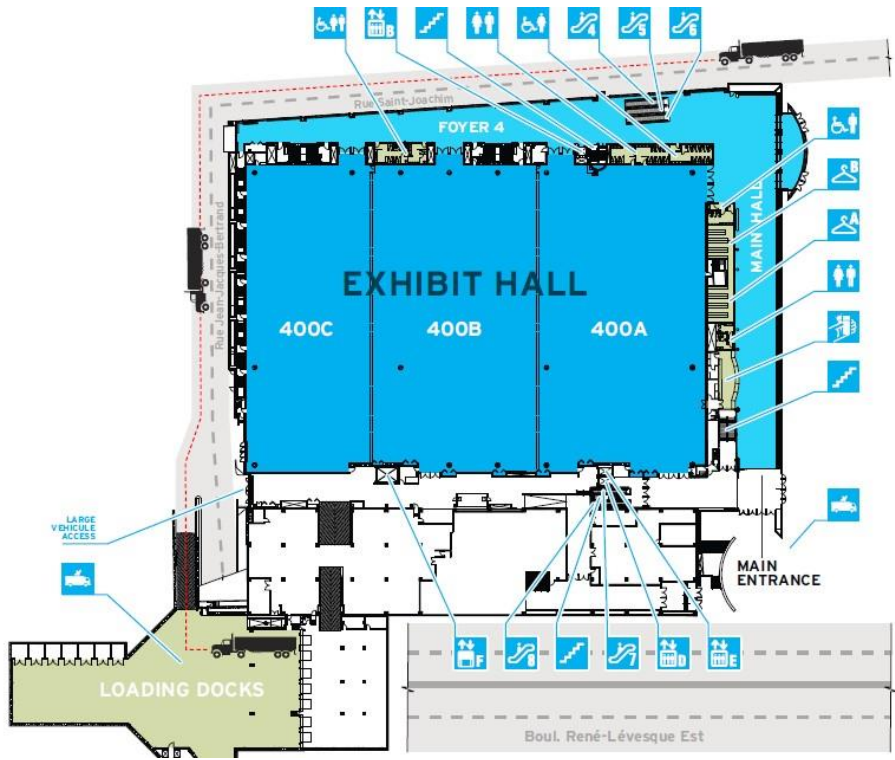 B
4
5
6
Rue Saint-Joachim
FOYER 4
B
A
MAIN HALL
Rue Jean-Jacques-Bertrand
EXHIBIT HALL
400C
400B
400A
LARGE
VEHICULE
ACCESS
MAIN
ENTRANCE
F
8
7
D
E
LOADING DOCKS
Boul. René-Lévesque Est